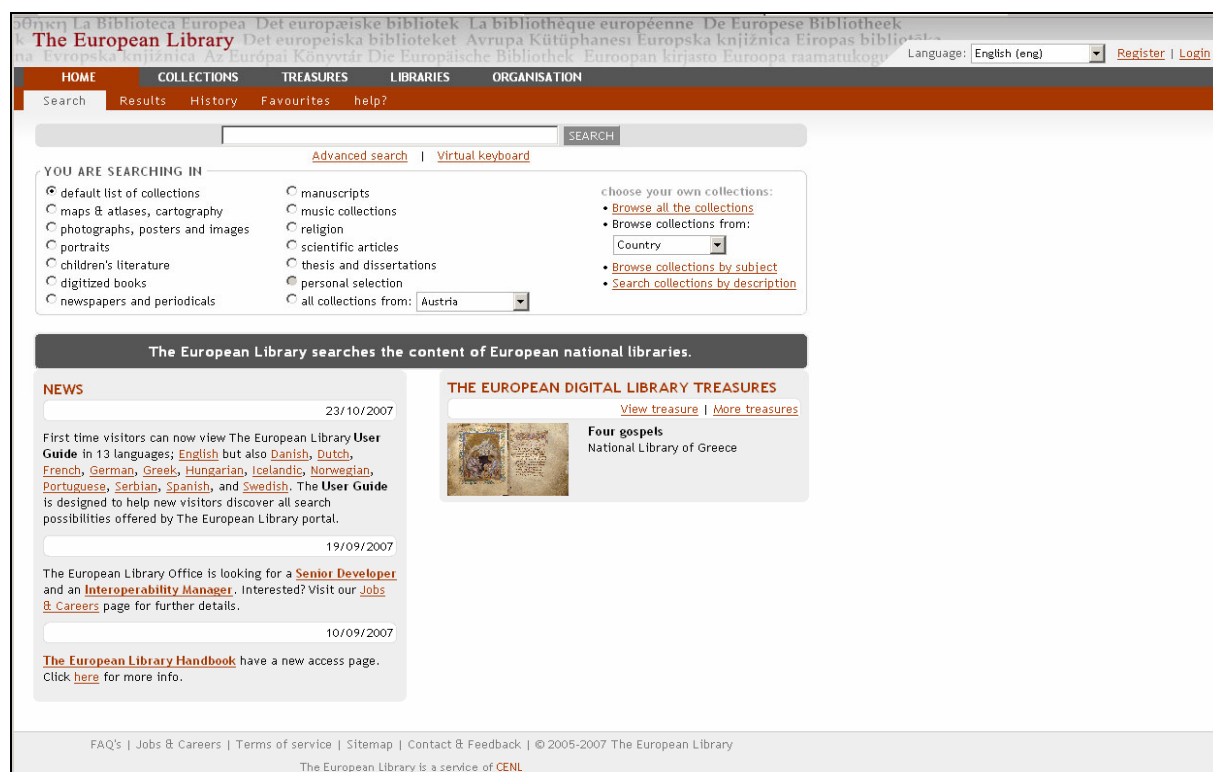 La Biblioteca Europea Det europæiske bibliotek La bibliothèque européenne De Europese Bibliotheek
The European Library Det europeiska biblioteket Avrupa Kütüphanesi Europska knjižnica Eiropas
Evropska knjižnica Az Európai Könyvtár Die Europäische Bibliothek Euroopan kirjasto Euroopa
Language: English (eng) Register | Login
HOME COLLECTIONS TREASURES LIBRARIES ORGANISATION
Search Results History Favourites help?
SEARCH
Advanced search | Virtual keyboard
YOU ARE SEARCHING IN
default list of collections
maps & atlases, cartography
photographs, posters and images
portraits
children's literature
digitized books
newspapers and periodicals
manuscripts
music collections
religion
scientific articles
thesis and dissertations
personal selection
all collections from: Austria
choose your own collections:
• Browse all the collections
• Browse collections from:
Country
• Browse collections by subject
• Search collections by description
The European Library searches the content of European national libraries.
NEWS
23/10/2007
First time visitors can now view The European Library User
Guide in 13 languages; English but also Danish, Dutch,
French, German, Greek, Hungarian, Icelandic, Norwegian,
Portuguese, Serbian, Spanish, and Swedish. The User Guide
is designed to help new visitors discover all search
possibilities offered by The European Library portal.
19/09/2007
The European Library Office is looking for a Senior Developer
and an Interoperability Manager. Interested? Visit our Jobs
& Careers page for further details.
10/09/2007
The European Library Handbook have a new access page.
Click here for more info.
THE EUROPEAN DIGITAL LIBRARY TREASURES
View treasure | More treasures
Four gospels
National Library of Greece
FAQ's | Jobs & Careers | Terms of service | Sitemap | Contact & Feedback | © 2005-2007 The European Library
The European Library is a service of CENL